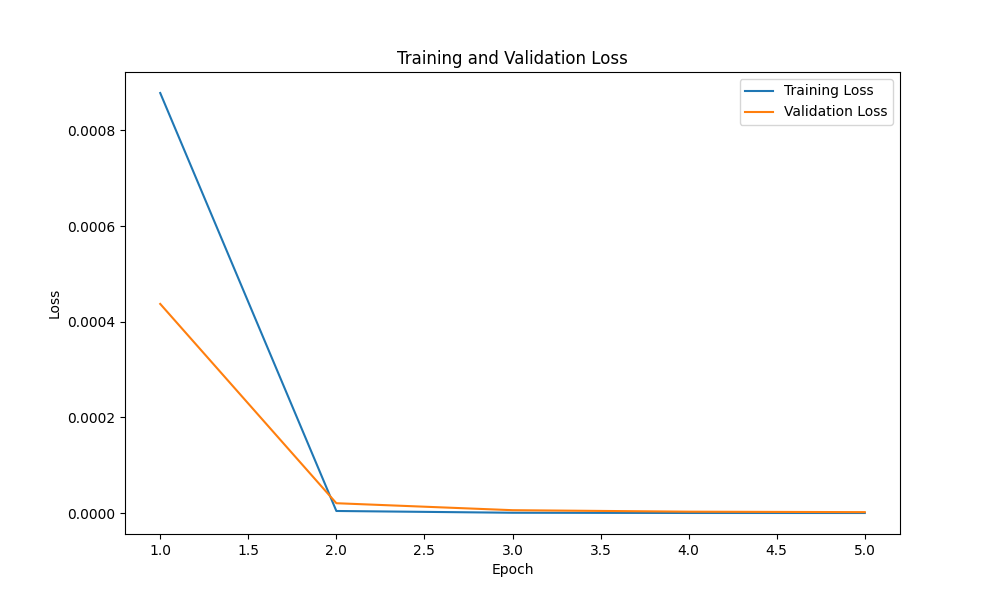 Training and Validation Loss
Training Loss
Validation Loss
0.0008
0.0006
0.0004
0.0002
0.0000
Loss
1.0 1.5 2.0 2.5 3.0 3.5 4.0 4.5 5.0
Epoch